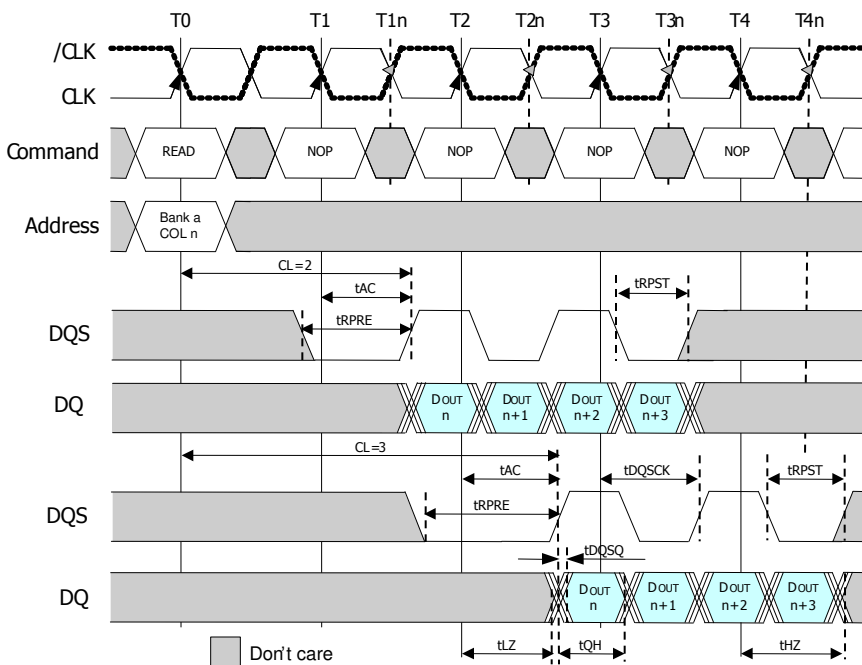 T0 T1 T1n T2 T2n T3 T3n T4 T4n
/CLK
CLK
Command READ NOP NOP NOP NOP
Address Bank a
COL n
CL=2
tAC
tRPRE
tRPST
DQS
DQ DOUT n DOUT n+1 DOUT n+2 DOUT n+3
CL=3
tAC tDQSCK tRPST
tRPRE
DQS
tDQSQ
DQ DOUT n DOUT n+1 DOUT n+2 DOUT n+3
tLZ tQH tHZ
Don't care